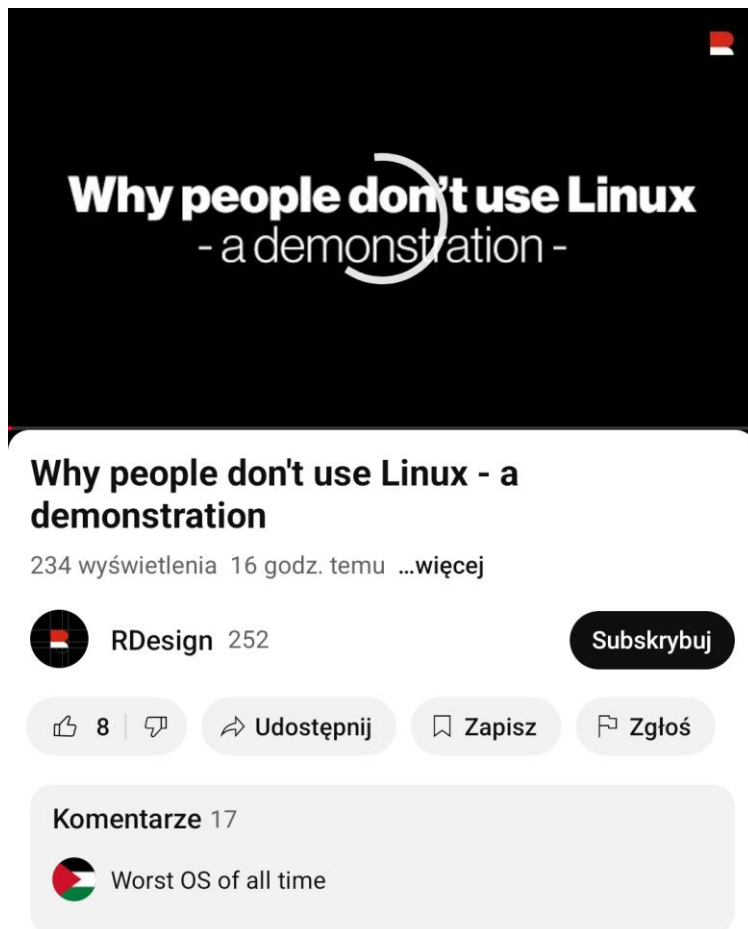 Why people don't use Linux
- a demonstration -
Why people don't use Linux - a
demonstration
234 wyświetlenia 16 godz. temu ...więcej
RDesign 252 Subskrybuj
8 Udostępnij Zapisz Zgłoś
Komentarze 17
Worst OS of all time